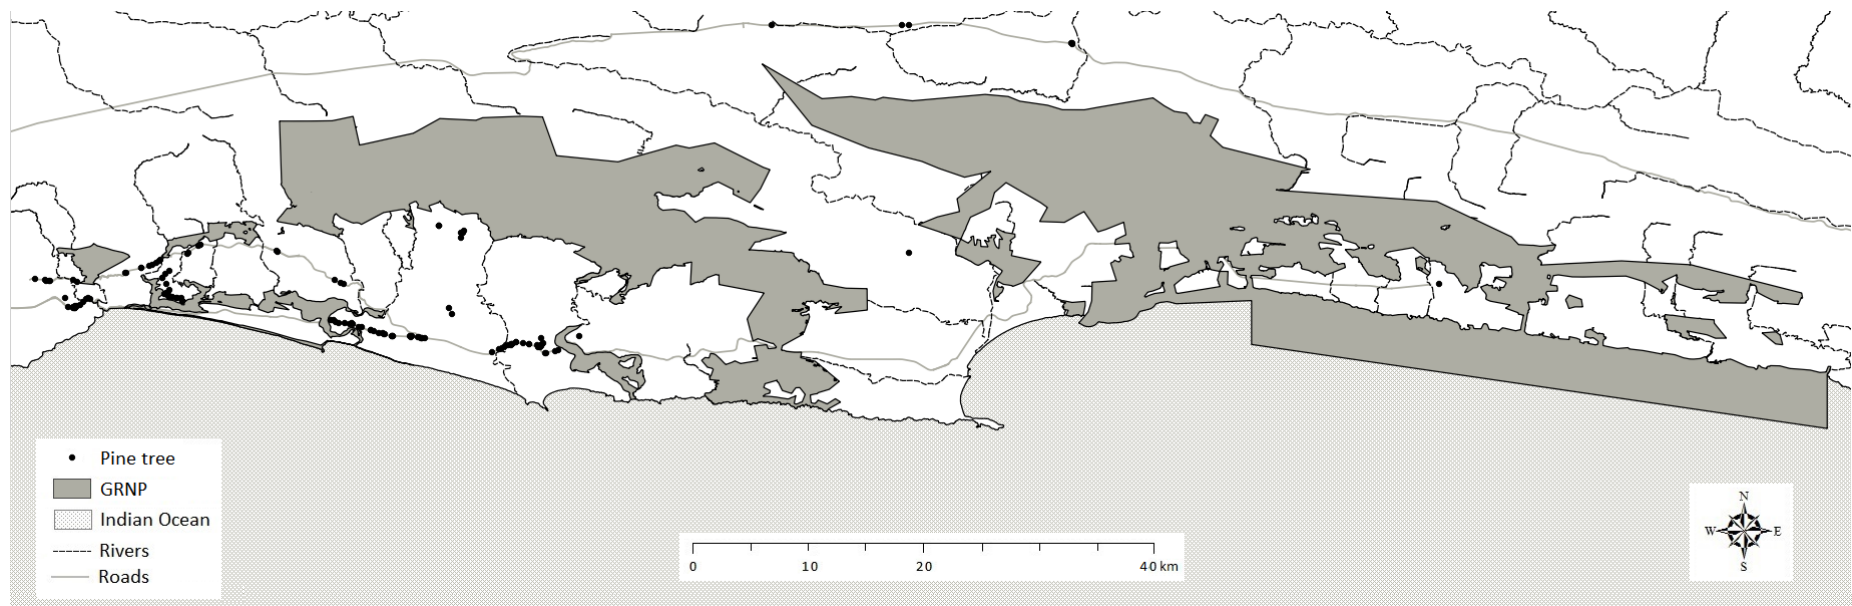 Pine tree
GRNP
Indian Ocean
Rivers
Roads
0 10 20 40 km
N
W E
S